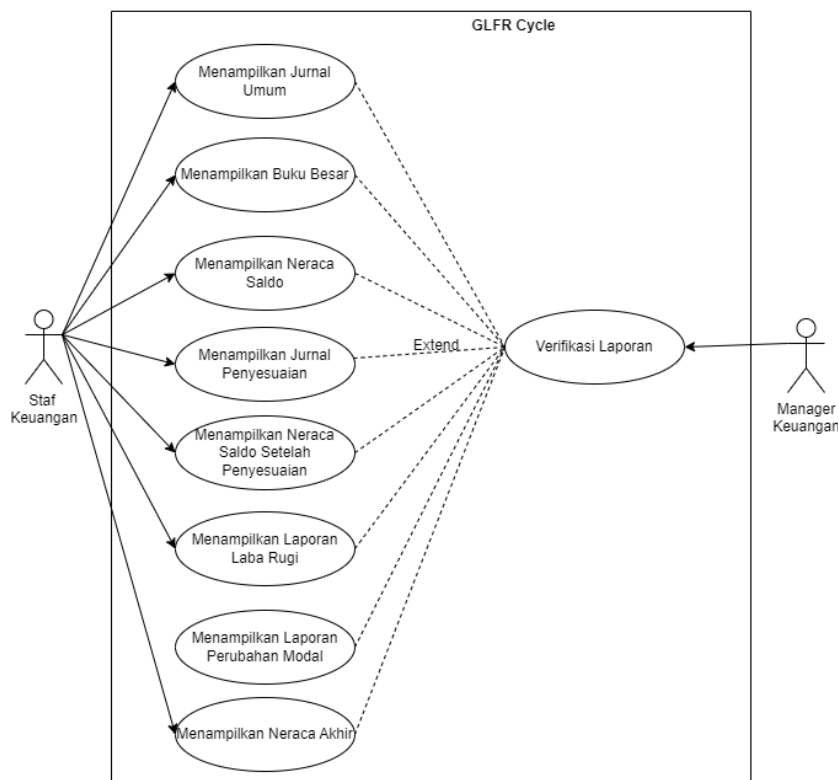 GLFR Cycle
Menampilkan Jurnal
Umum
Menampilkan Buku Besar
Menampilkan Neraca
Saldo
Menampilkan Jurnal
Penyesuaian
Menampilkan Neraca
Saldo Setelah
Penyesuaian
Menampilkan Laporan
Laba Rugi
Menampilkan Laporan
Perubahan Modal
Menampilkan Neraca Akhir
Staf
Keuangan
Extend
Verifikasi Laporan
Manager
Keuangan